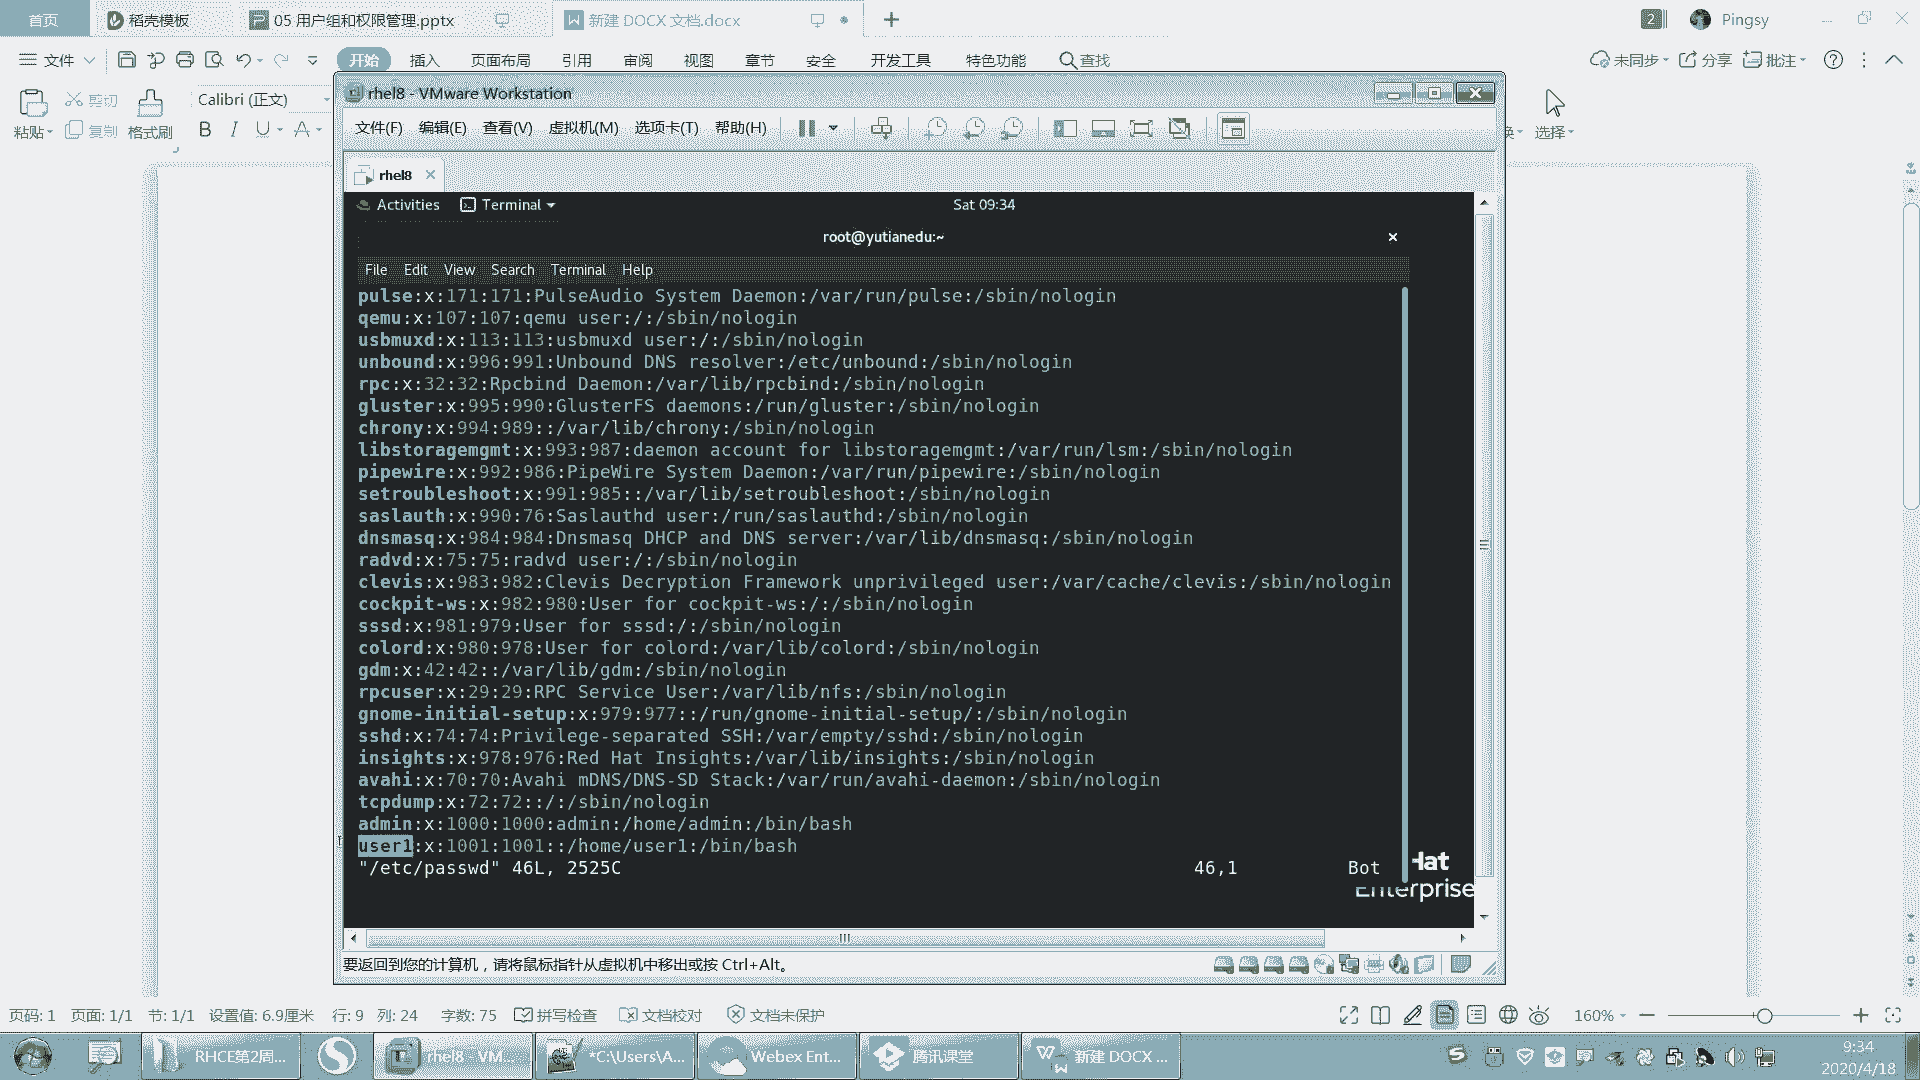 首页
稻壳模板
05 用户组和权限管理.pptx
新建 DOCX 文档.docx
2
Pingsy
文件
开始
插入
页面布局
引用
审阅
视图
章节
安全
开发工具
特色功能
查找
未同步
分享
批注
粘贴
剪切
复制
格式刷
Calibri (正文)
B I U A
选择
rhel8 - VMware Workstation
文件(F) 编辑(E) 查看(V) 虚拟机(M) 选项卡(T) 帮助(H)
rhel8
Activities
Terminal
Sat 09:34
root@yutianedu:~
File Edit View Search Terminal Help
pulse:x:171:171:PulseAudio System Daemon:/var/run/pulse:/sbin/nologin
qemu:x:107:107:qemu user:/:/sbin/nologin
usbmuxd:x:113:113:usbmuxd user:/:/sbin/nologin
unbound:x:996:991:Unbound DNS resolver:/etc/unbound:/sbin/nologin
rpc:x:32:32:Rpcbind Daemon:/var/lib/rpcbind:/sbin/nologin
gluster:x:995:990:GlusterFS daemons:/run/gluster:/sbin/nologin
chrony:x:994:989::/var/lib/chrony:/sbin/nologin
libstoragemgmt:x:993:987:daemon account for libstoragemgmt:/var/run/lsm:/sbin/nologin
pipewire:x:992:986:PipeWire System Daemon:/var/run/pipewire:/sbin/nologin
setroubleshoot:x:991:985::/var/lib/setroubleshoot:/sbin/nologin
saslauth:x:990:76:Saslauthd user:/run/saslauthd:/sbin/nologin
dnsmasq:x:984:984:Dnsmasq DHCP and DNS server:/var/lib/dnsmasq:/sbin/nologin
radvd:x:75:75:radvd user:/:/sbin/nologin
clevis:x:983:982:Clevis Decryption Framework unprivileged user:/var/cache/clevis:/sbin/nologin
cockpit-ws:x:982:980:User for cockpit-ws:/:/sbin/nologin
sssd:x:981:979:User for sssd:/:/sbin/nologin
colord:x:980:978:User for colord:/var/lib/colord:/sbin/nologin
gdm:x:42:42::/var/lib/gdm:/sbin/nologin
rpcuser:x:29:29:RPC Service User:/var/lib/nfs:/sbin/nologin
gnome-initial-setup:x:979:977::/run/gnome-initial-setup/:/sbin/nologin
sshd:x:74:74:Privilege-separated SSH:/var/empty/sshd:/sbin/nologin
insights:x:978:976:Red Hat Insights:/var/lib/insights:/sbin/nologin
avahi:x:70:70:Avahi mDNS/DNS-SD Stack:/var/run/avahi-daemon:/sbin/nologin
tcpdump:x:72:72::/:/sbin/nologin
admin:x:1000:1000:admin:/home/admin:/bin/bash
user1:x:1001:1001::/home/user1:/bin/bash
"/etc/passwd" 46L, 2525C 46,1 Bot
Hat
Enterprise
要返回到您的计算机，请将鼠标指针从虚拟机中移出或按 Ctrl+Alt。
页码: 1 页面: 1/1 节: 1/1 设置值: 6.9厘米 行: 9 列: 24 字数: 75 拼写检查 文档校对 文档未保护
160%
RHCE第2周...
rhel8 - VM...
*C:\Users\A...
Webex Ent...
腾讯课堂
新建 DOCX ...
9:34
2020/4/18